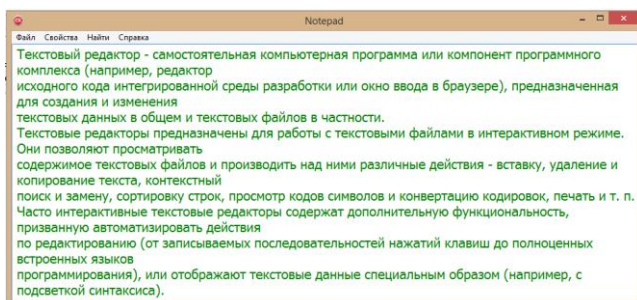 Notepad
Файл Свойства Найти Справка
Текстовый редактор - самостоятельная компьютерная программа или компонент программного
комплекса (например, редактор
исходного кода интегрированной среды разработки или окно ввода в браузере), предназначенная
для создания и изменения
текстовых данных в общем и текстовых файлов в частности.
Текстовые редакторы предназначены для работы с текстовыми файлами в интерактивном режиме.
Они позволяют просматривать
содержимое текстовых файлов и производить над ними различные действия - вставку, удаление и
копирование текста, контекстный
поиск и замену, сортировку строк, просмотр кодов символов и конвертацию кодировок, печать и т. п.
Часто интерактивные текстовые редакторы содержат дополнительную функциональность,
призванную автоматизировать действия
по редактированию (от записываемых последовательностей нажатий клавиш до полноценных
встроенных языков
программирования), или отображают текстовые данные специальным образом (например, с
подсветкой синтаксиса).